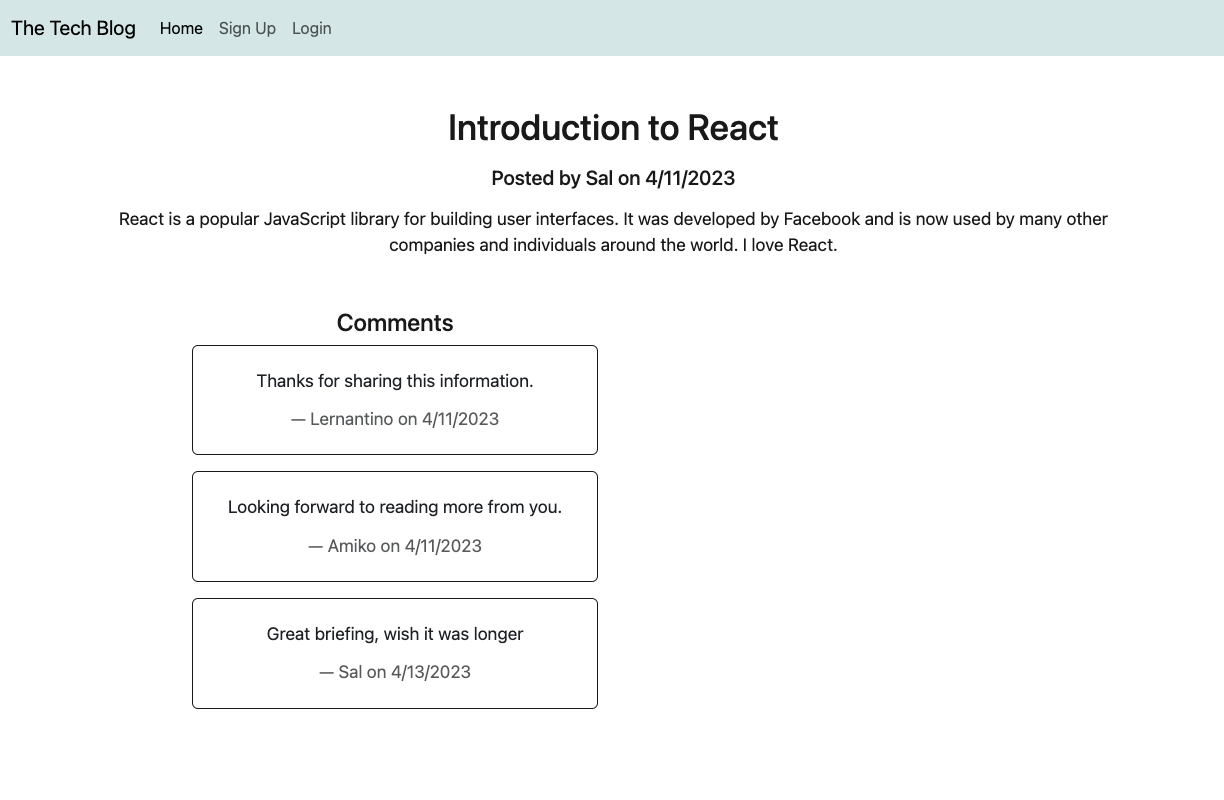 The Tech Blog Home Sign Up Login
Introduction to React
Posted by Sal on 4/11/2023
React is a popular JavaScript library for building user interfaces. It was developed by Facebook and is now used by many other
companies and individuals around the world. I love React.
Comments
Thanks for sharing this information.
— Lernantino on 4/11/2023
Looking forward to reading more from you.
— Amiko on 4/11/2023
Great briefing, wish it was longer
— Sal on 4/13/2023